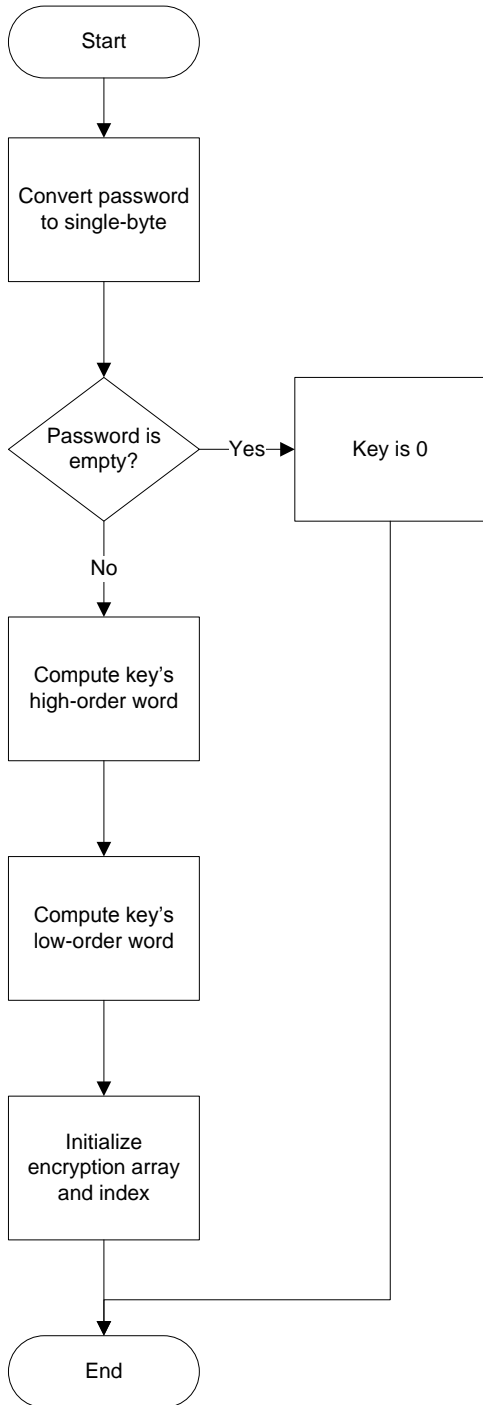 Start
Convert password
to single-byte
Password is
empty?
Yes
Key is 0
No
Compute key’s
high-order word
Compute key’s
low-order word
Initialize
encryption array
and index
End